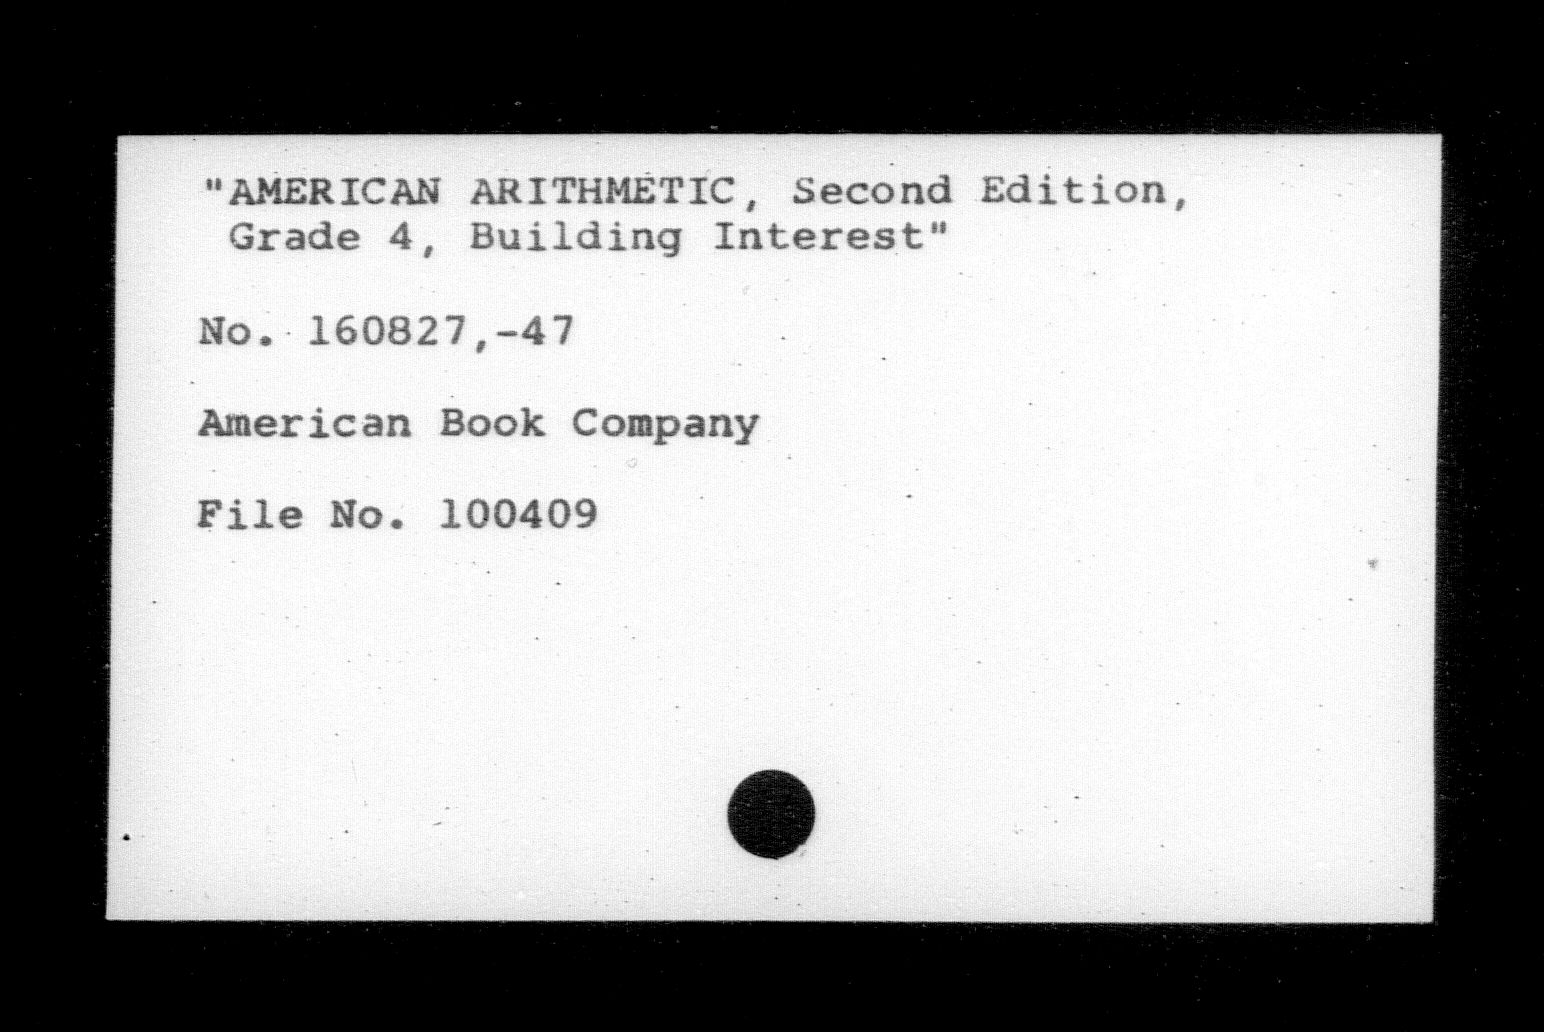 "AMERICAN ARITHMETIC, Second Edition,
Grade 4, Building Interest"
No. 160827,-47
American Book Company
File No. 100409